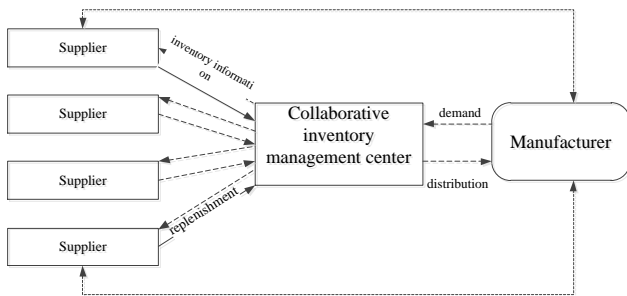 Supplier
inventory informati
on
Supplier
Collaborative
inventory
management center
demand
Manufacturer
distribution
Supplier
replenishment
Supplier